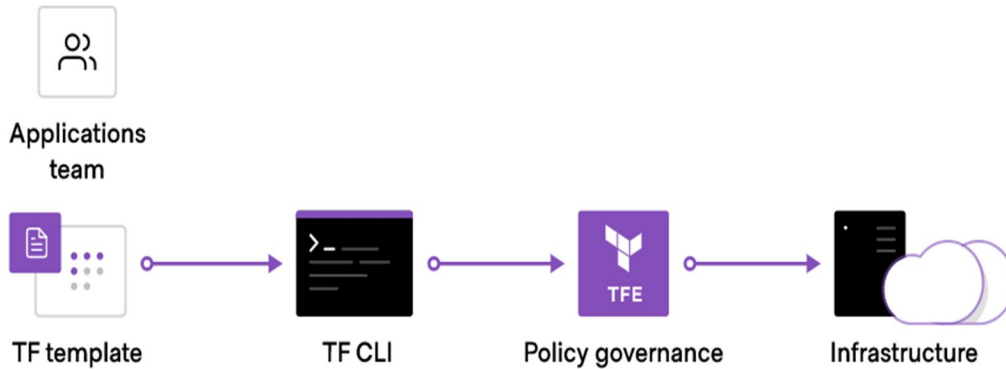 Applications
team
TF template
TF CLI
TFE
Policy governance
Infrastructure